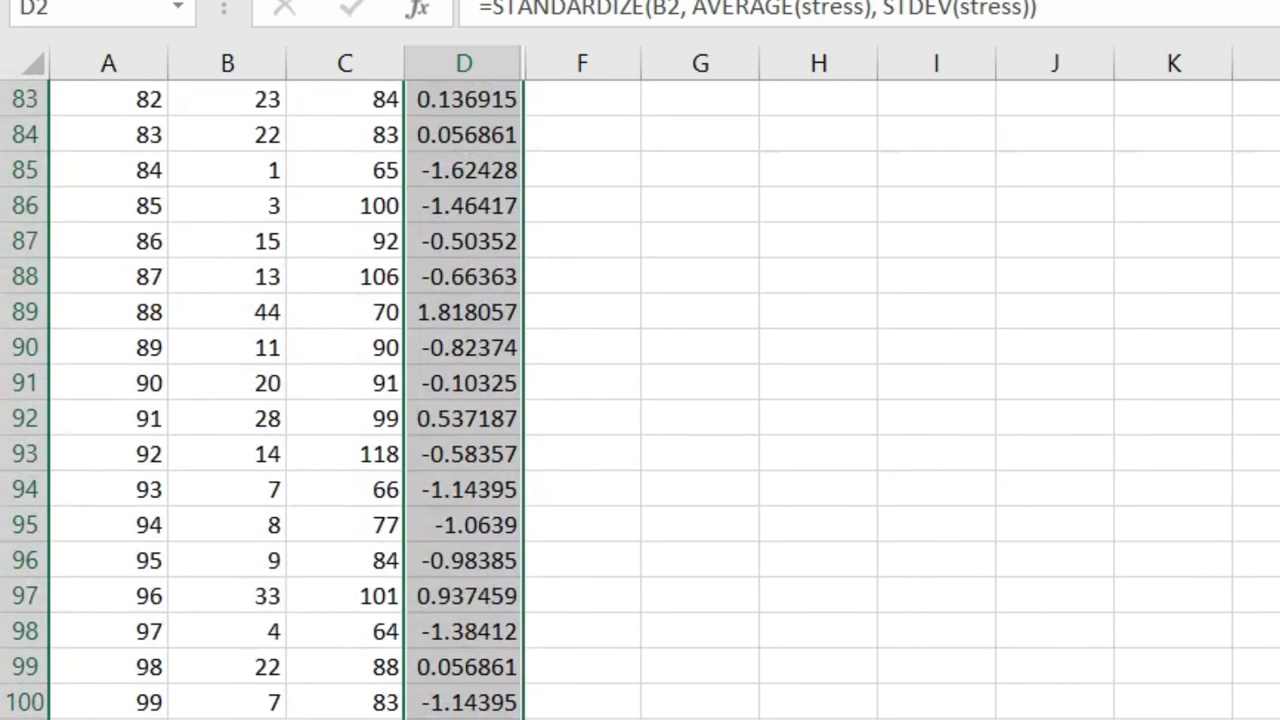 D2 fx =STANDARDIZE(B2, AVERAGE(stress), STDEV(stress))
A B C D F G H I J K
83 82 23 84 0.136915
84 83 22 83 0.056861
85 84 1 65 -1.62428
86 85 3 100 -1.46417
87 86 15 92 -0.50352
88 87 13 106 -0.66363
89 88 44 70 1.818057
90 89 11 90 -0.82374
91 90 20 91 -0.10325
92 91 28 99 0.537187
93 92 14 118 -0.58357
94 93 7 66 -1.14395
95 94 8 77 -1.0639
96 95 9 84 -0.98385
97 96 33 101 0.937459
98 97 4 64 -1.38412
99 98 22 88 0.056861
100 99 7 83 -1.14395